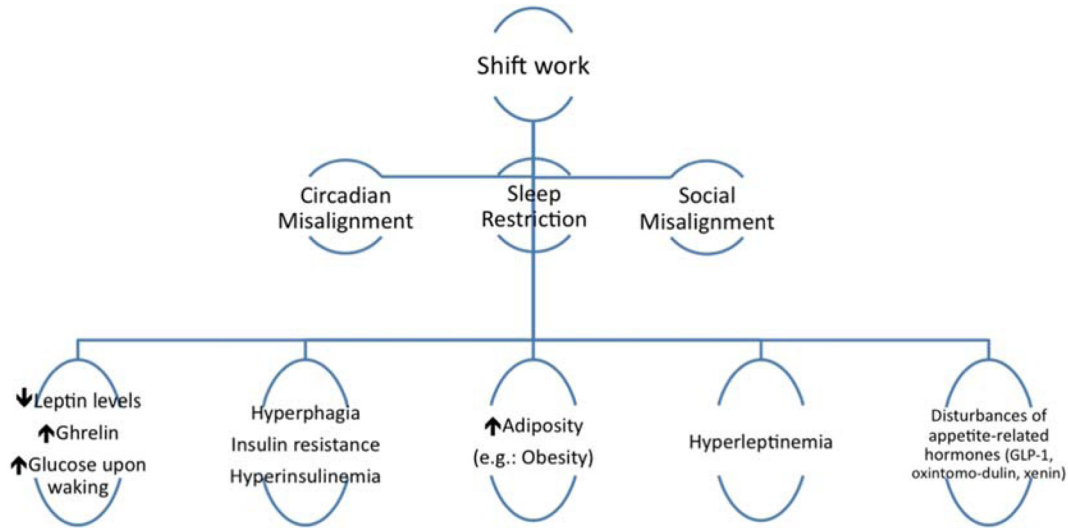 Shift work
Circadian
Misalignment
Sleep
Restriction
Social
Misalignment
🡇Leptin levels
🡅Ghrelin
🡅Glucose upon
waking
Hyperphagia
Insulin resistance
Hyperinsulinemia
🡅Adiposity
(e.g.: Obesity)
Hyperleptinemia
Disturbances of
appetite-related
hormones (GLP-1,
oxintomo-dulin, xenin)